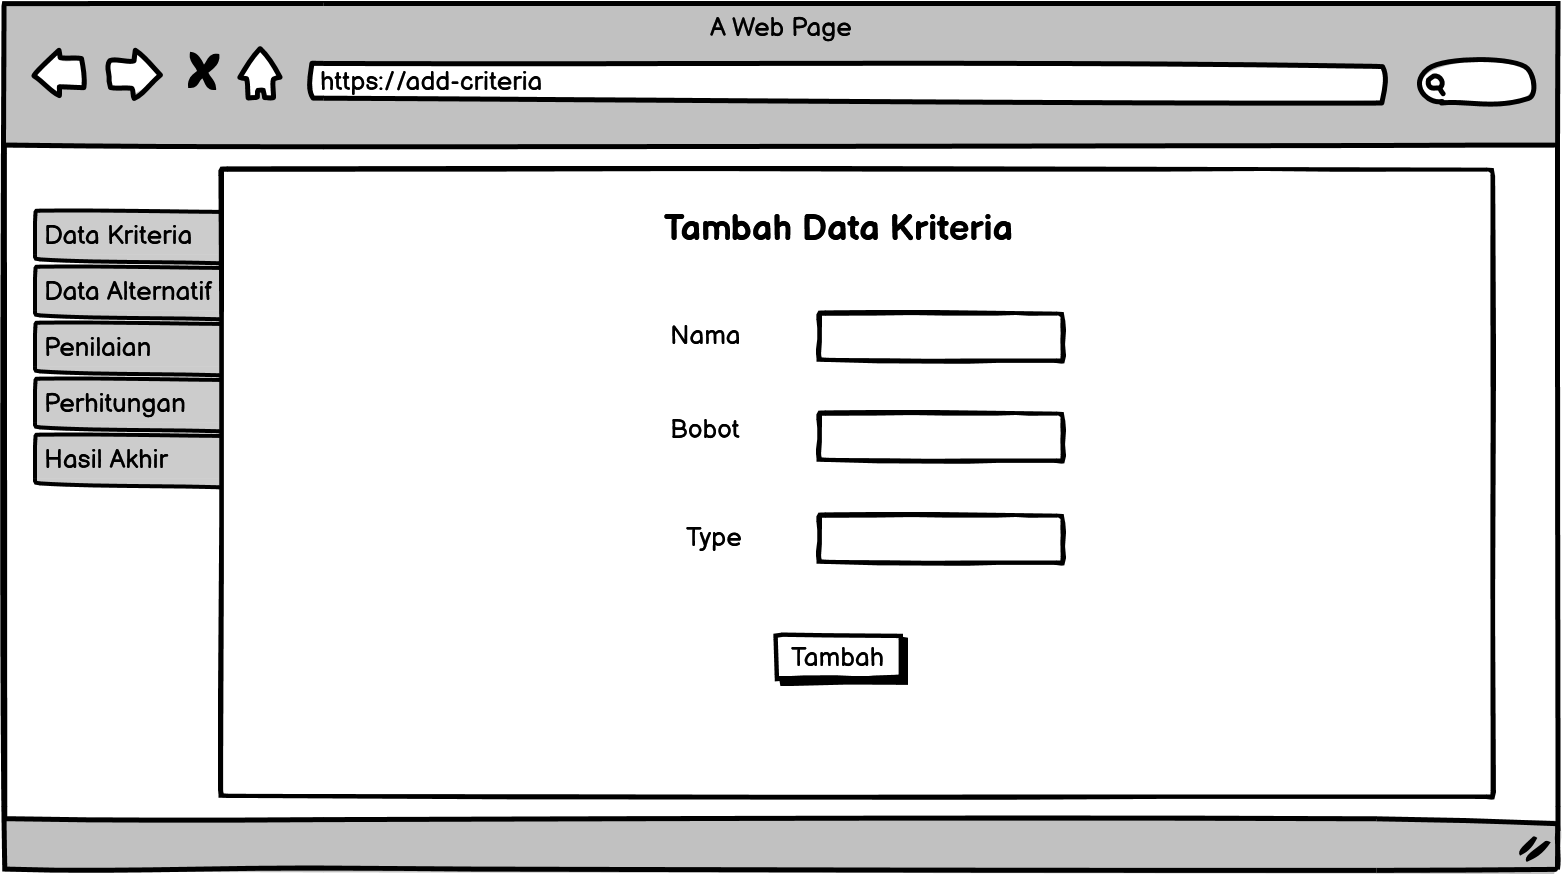 A Web Page
https://add-criteria
Data Kriteria
Data Alternatif
Penilaian
Perhitungan
Hasil Akhir
Tambah Data Kriteria
Nama
Bobot
Type
Tambah